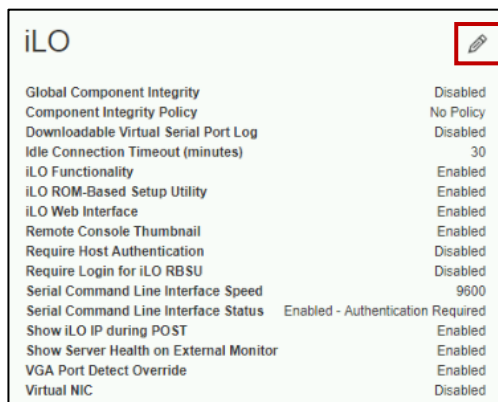 iLO
Global Component Integrity Disabled
Component Integrity Policy No Policy
Downloadable Virtual Serial Port Log Disabled
Idle Connection Timeout (minutes) 30
iLO Functionality Enabled
iLO ROM-Based Setup Utility Enabled
iLO Web Interface Enabled
Remote Console Thumbnail Enabled
Require Host Authentication Disabled
Require Login for iLO RBSU Disabled
Serial Command Line Interface Speed 9600
Serial Command Line Interface Status Enabled - Authentication Required
Show iLO IP during POST Enabled
Show Server Health on External Monitor Enabled
VGA Port Detect Override Enabled
Virtual NIC Disabled